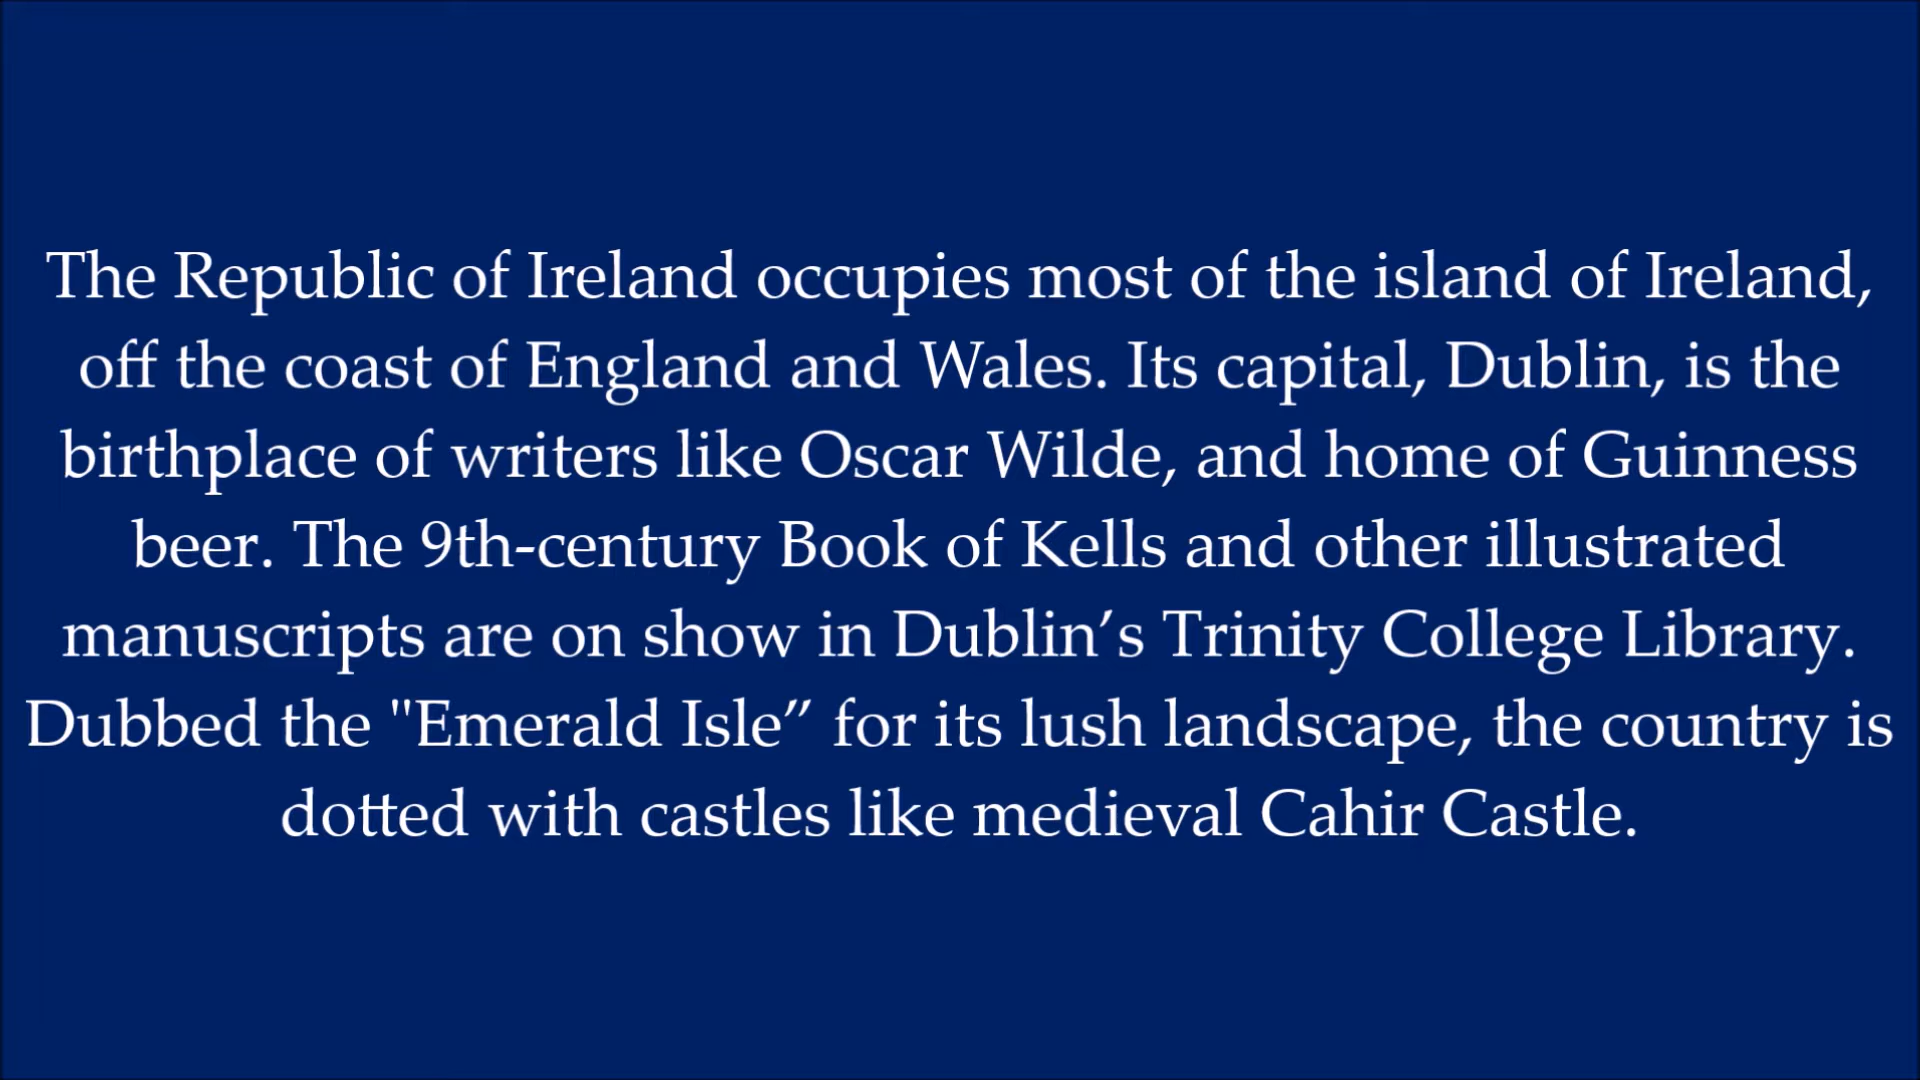 The Republic of Ireland occupies most of the island of Ireland,
off the coast of England and Wales. Its capital, Dublin, is the
birthplace of writers like Oscar Wilde, and home of Guinness
beer. The 9th-century Book of Kells and other illustrated
manuscripts are on show in Dublin’s Trinity College Library.
Dubbed the "Emerald Isle” for its lush landscape, the country is
dotted with castles like medieval Cahir Castle.